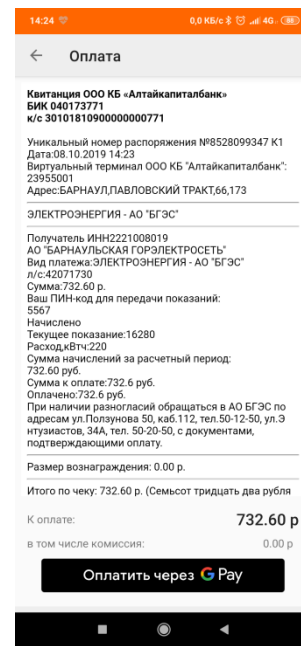 14:24 0,0 КБ/с 4G 88
Оплата
Квитанция ООО КБ «Алтайкапиталбанк»
БИК 040173771
к/с 30101810900000000771
Уникальный номер распоряжения №8528099347 К1
Дата:08.10.2019 14:23
Виртуальный терминал ООО КБ "Алтайкапиталбанк":
23955001
Адрес:БАРНАУЛ,ПАВЛОВСКИЙ ТРАКТ,66,173
ЭЛЕКТРОЭНЕРГИЯ - АО "БГЭС"
Получатель ИНН2221008019
АО "БАРНАУЛЬСКАЯ ГОРЭЛЕКТРОСЕТЬ"
Вид платежа:ЭЛЕКТРОЭНЕРГИЯ - АО "БГЭС"
л/с:42071730
Сумма:732.60 р.
Ваш ПИН-код для передачи показаний:
5567
Начислено
Текущее показание:16280
Расход,кВтч:220
Сумма начислений за расчетный период:
732.60 руб.
Сумма к оплате:732.6 руб.
Оплачено:732.6 руб.
При наличии разногласий обращаться в АО БГЭС по
адресам ул.Ползунова 50, каб.112, тел.50-12-50, ул.Э
нтузиастов, 34А, тел. 50-20-50, с документами,
подтверждающими оплату.
Размер вознаграждения: 0.00 р.
Итого по чеку: 732.60 р. (Семьсот тридцать два рубля
К оплате: 732.60 р
в том числе комиссия: 0.00 р
Оплатить через G Pay